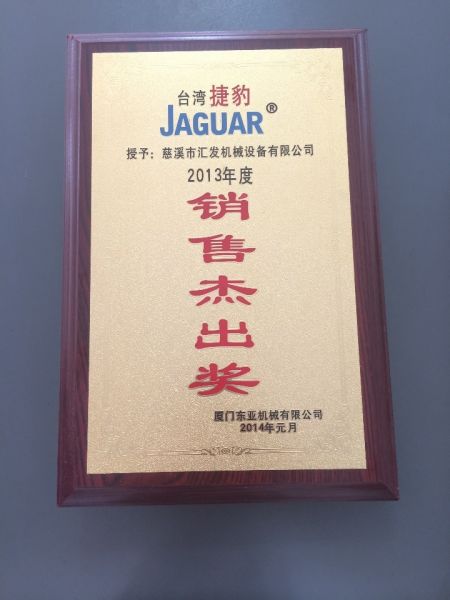 台湾 捷豹
JAGUAR®
授予：慈溪市汇发机械设备有限公司
2013年度
销售杰出奖
厦门东亚机械有限公司
2014年元月